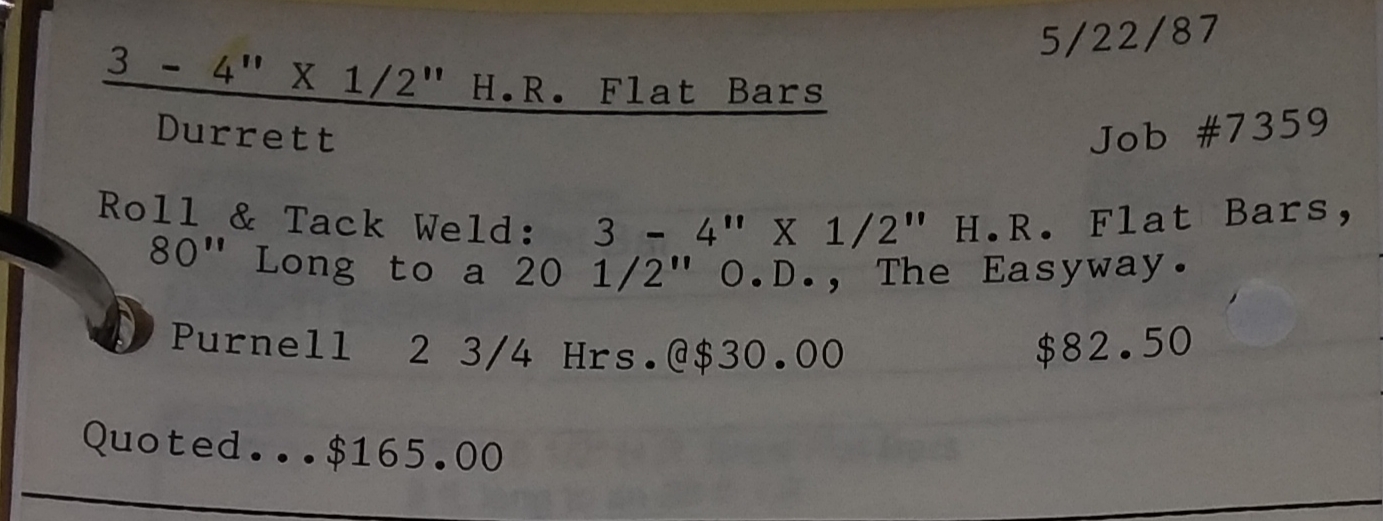 5/22/87
3 - 4" X 1/2" H.R. Flat Bars
Durrett
Job #7359
Roll & Tack Weld: 3 - 4" X 1/2" H.R. Flat Bars,
80" Long to a 20 1/2" O.D., The Easyway.
Purnell 2 3/4 Hrs.@$30.00 $82.50
Quoted...$165.00